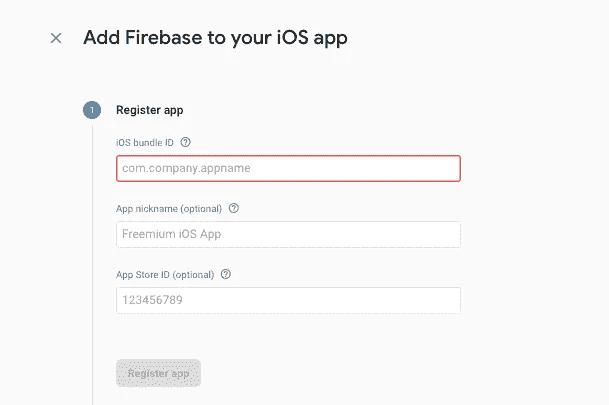 Add Firebase to your iOS app
1
Register app
iOS bundle ID
com.company.appname
App nickname (optional)
Freemium iOS App
App Store ID (optional)
123456789
Register app